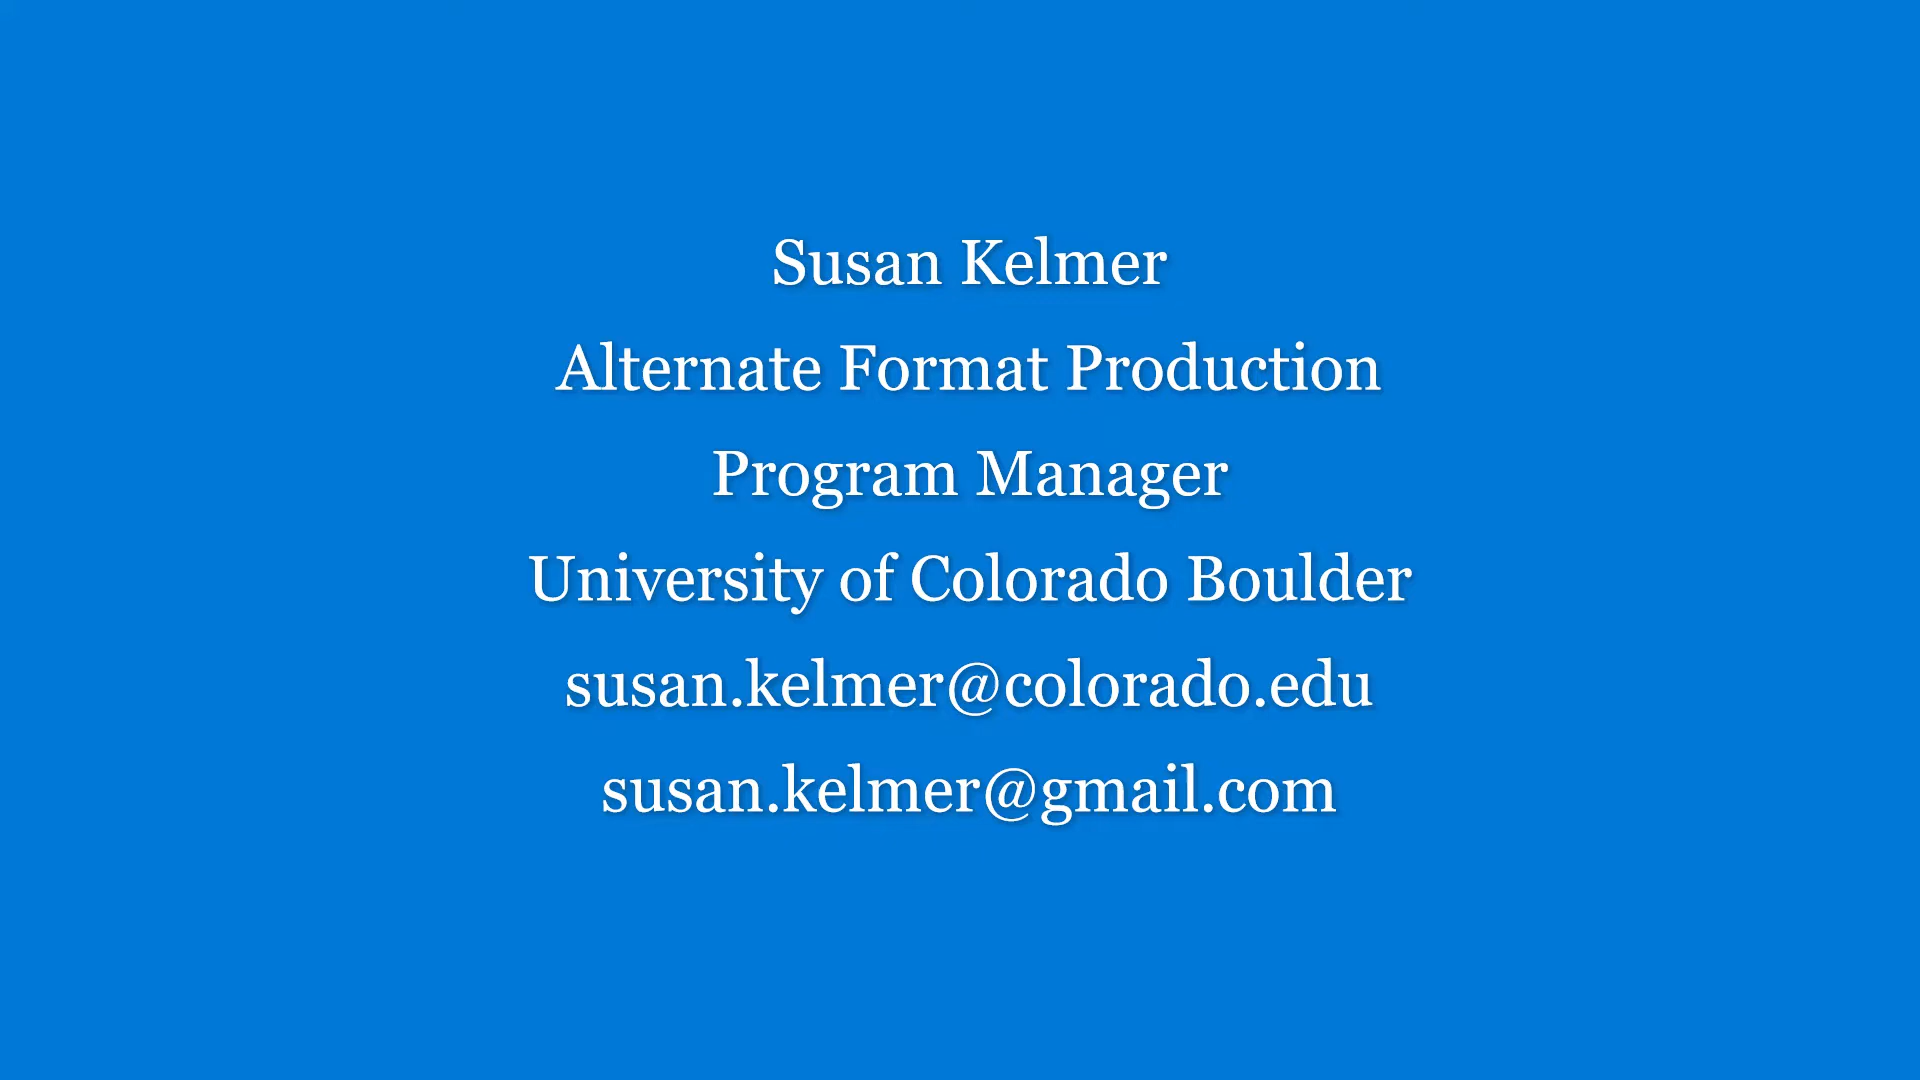 Susan Kelmer
Alternate Format Production
Program Manager
University of Colorado Boulder
susan.kelmer@colorado.edu
susan.kelmer@gmail.com